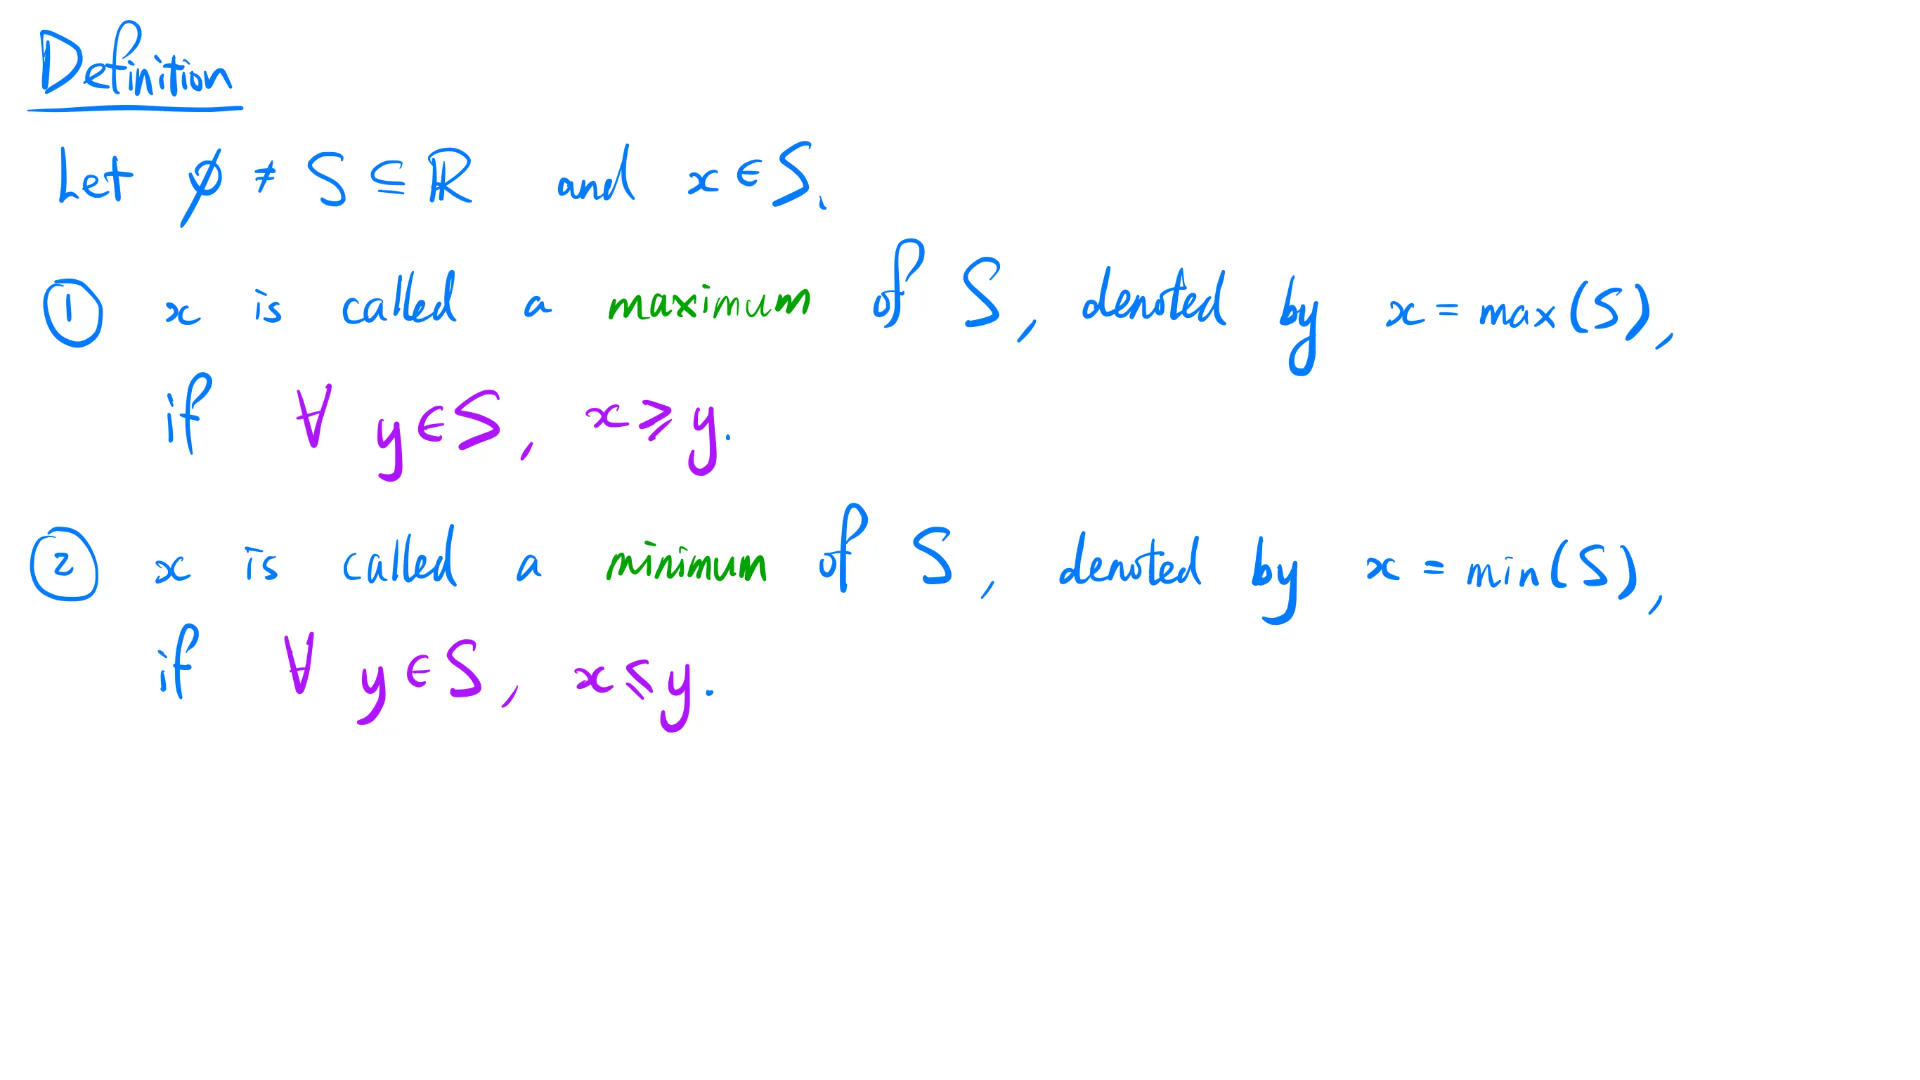 Definition
Let ∅ ≠ S ⊆ ℝ and x ∈ S.
① x is called a maximum of S, denoted by x = max(S),
if ∀ y ∈ S, x ⩾ y.
② x is called a minimum of S, denoted by x = min(S),
if ∀ y ∈ S, x ⩽ y.